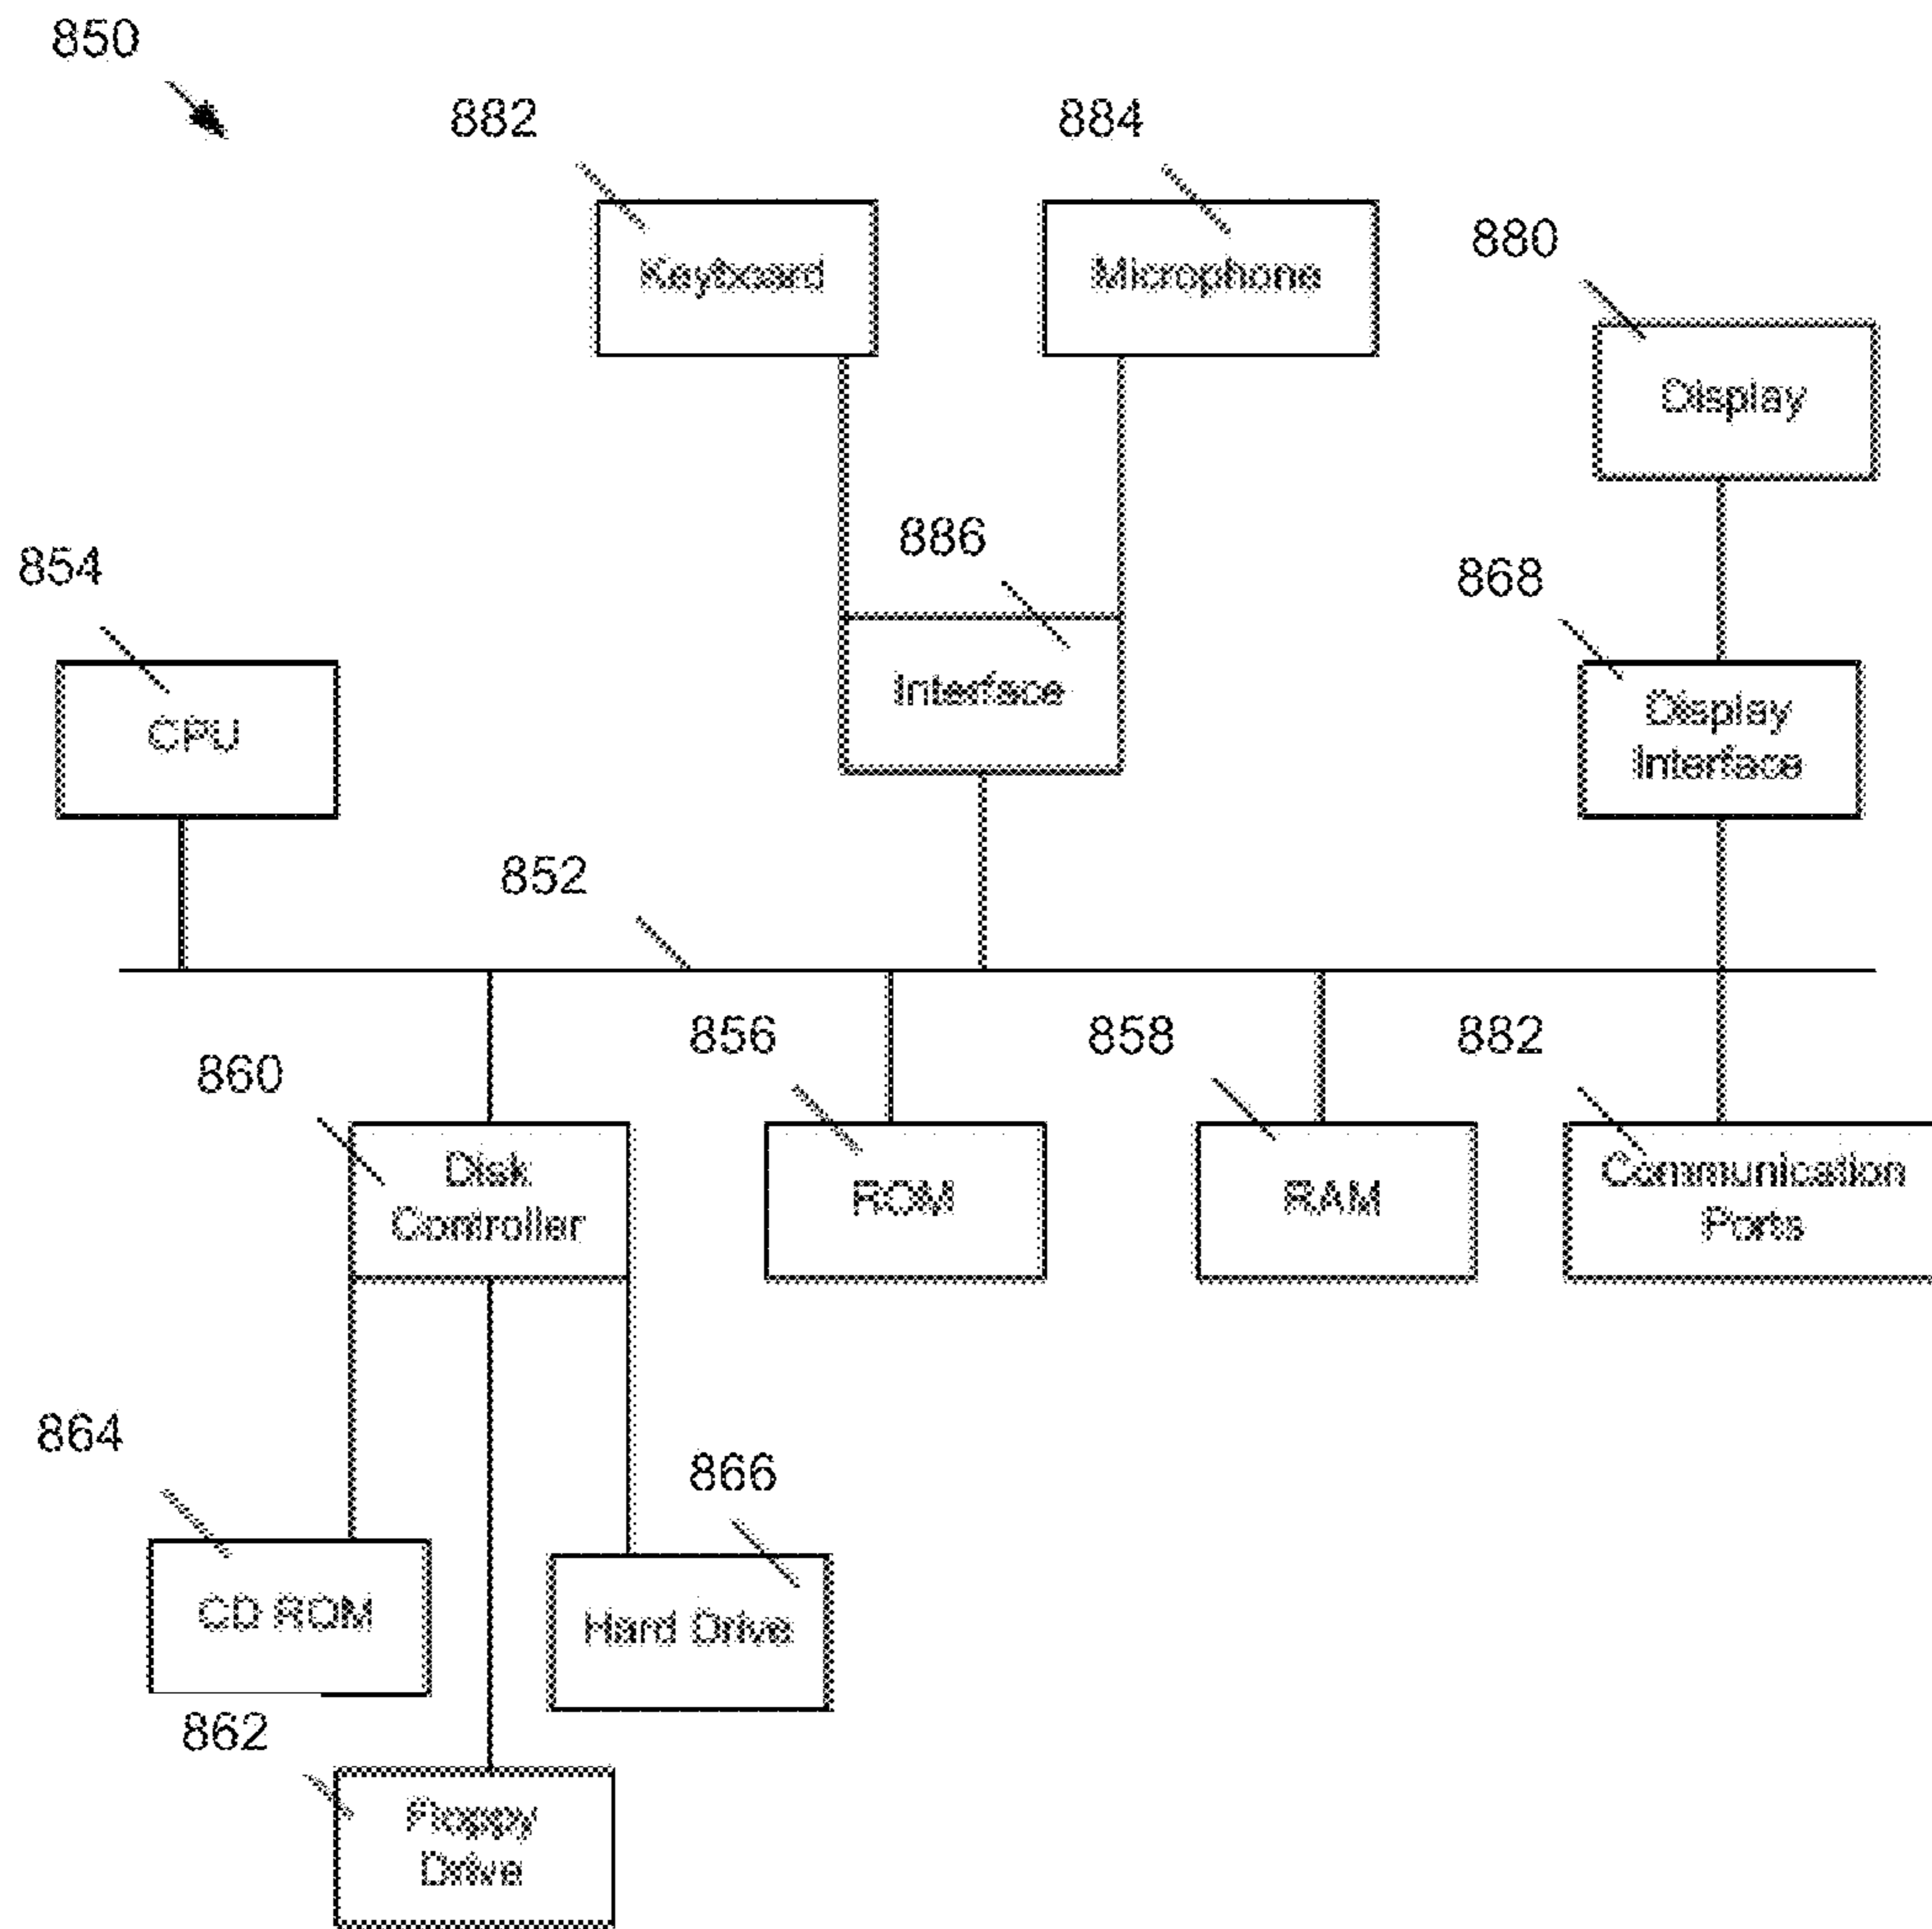 850
882
884
Keyboard
Microphone
880
Display
886
854
868
Interface
CPU
Display
Interface
852
856
858
882
860
Disk
Controller
ROM
RAM
Communication
Ports
864
866
CD ROM
Hard Drive
862
Floppy
Drive